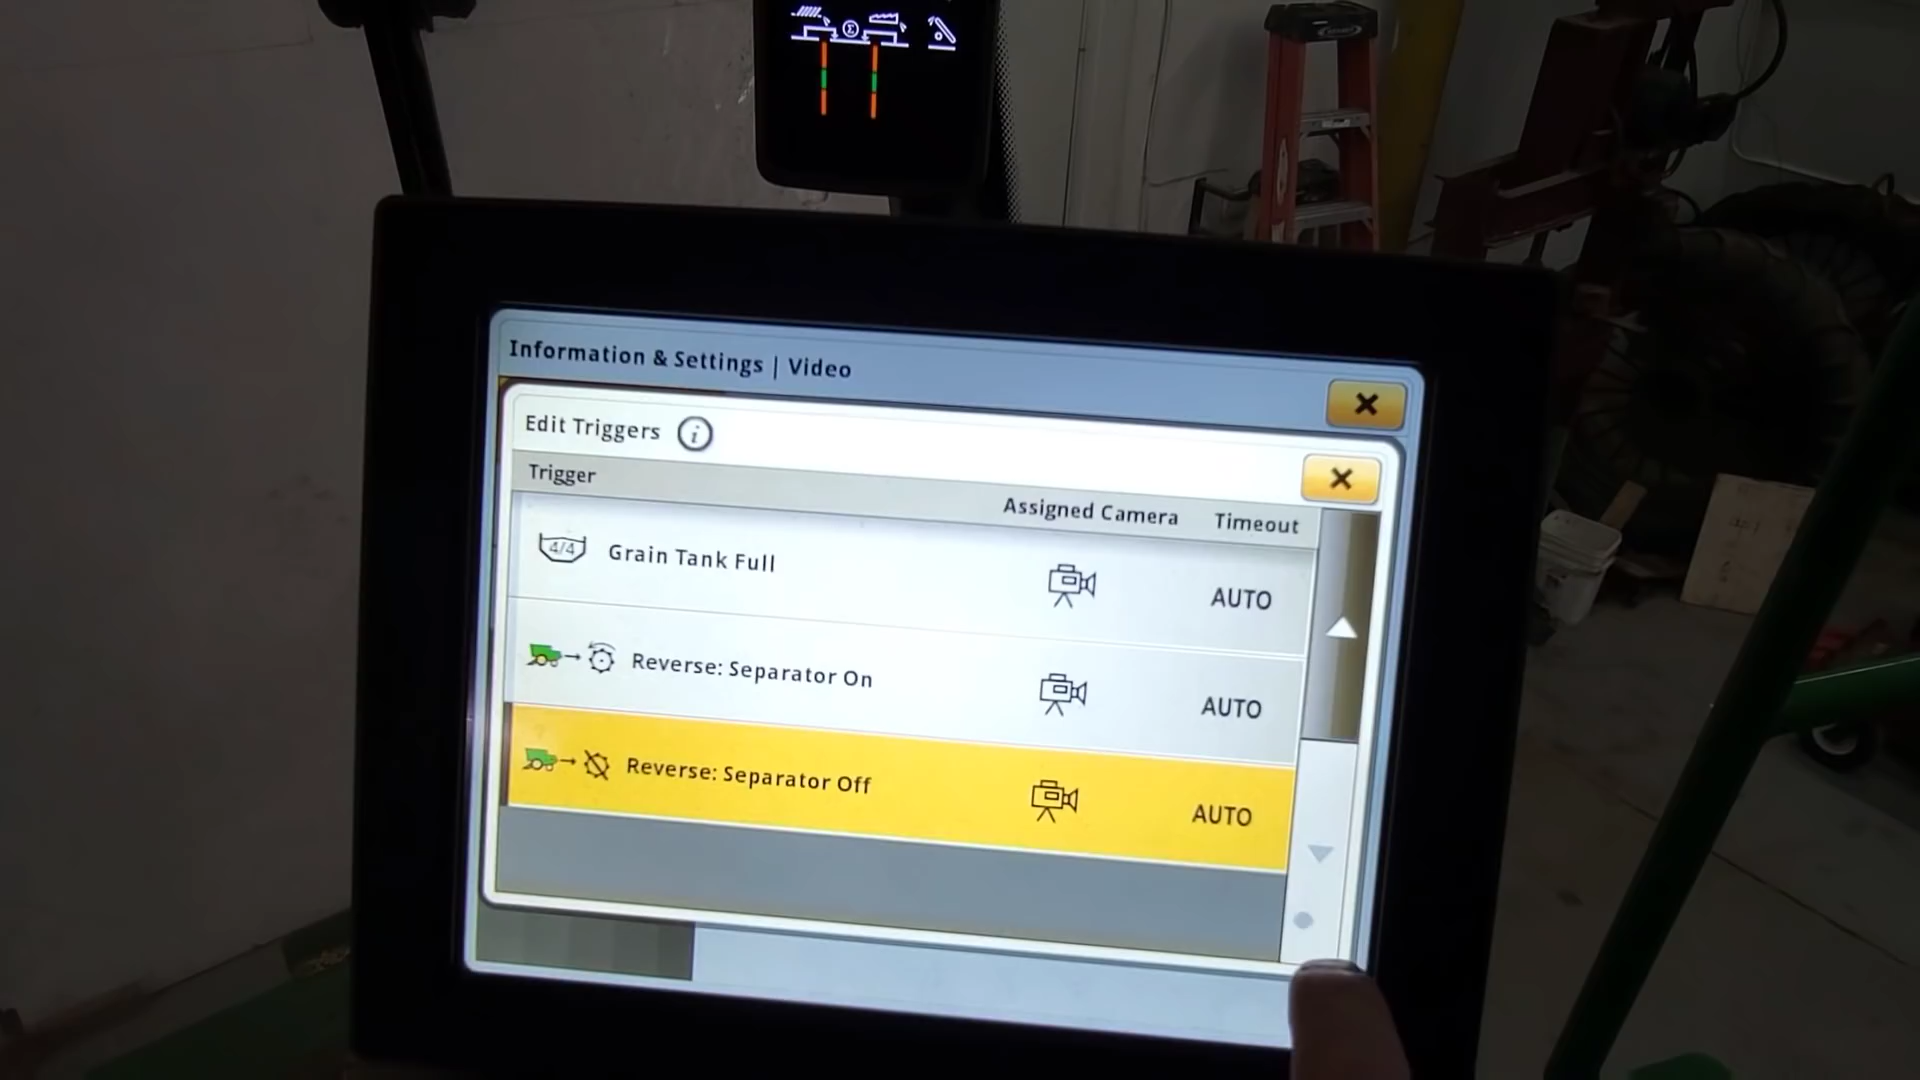 Information & Settings | Video
Edit Triggers i
Trigger Assigned Camera Timeout
4/4 Grain Tank Full AUTO
Reverse: Separator On AUTO
Reverse: Separator Off AUTO